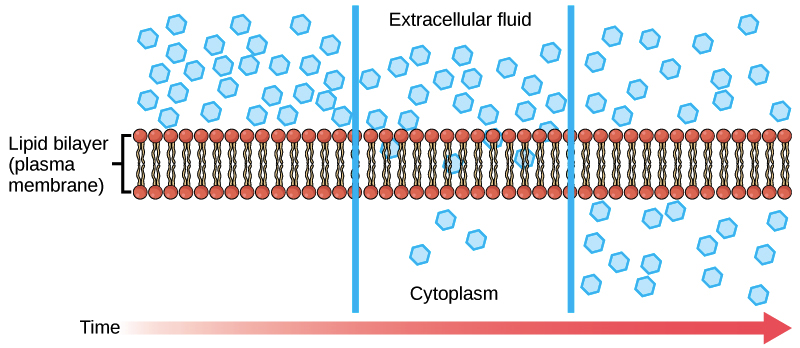 Extracellular fluid
Lipid bilayer
(plasma
membrane)
Cytoplasm
Time